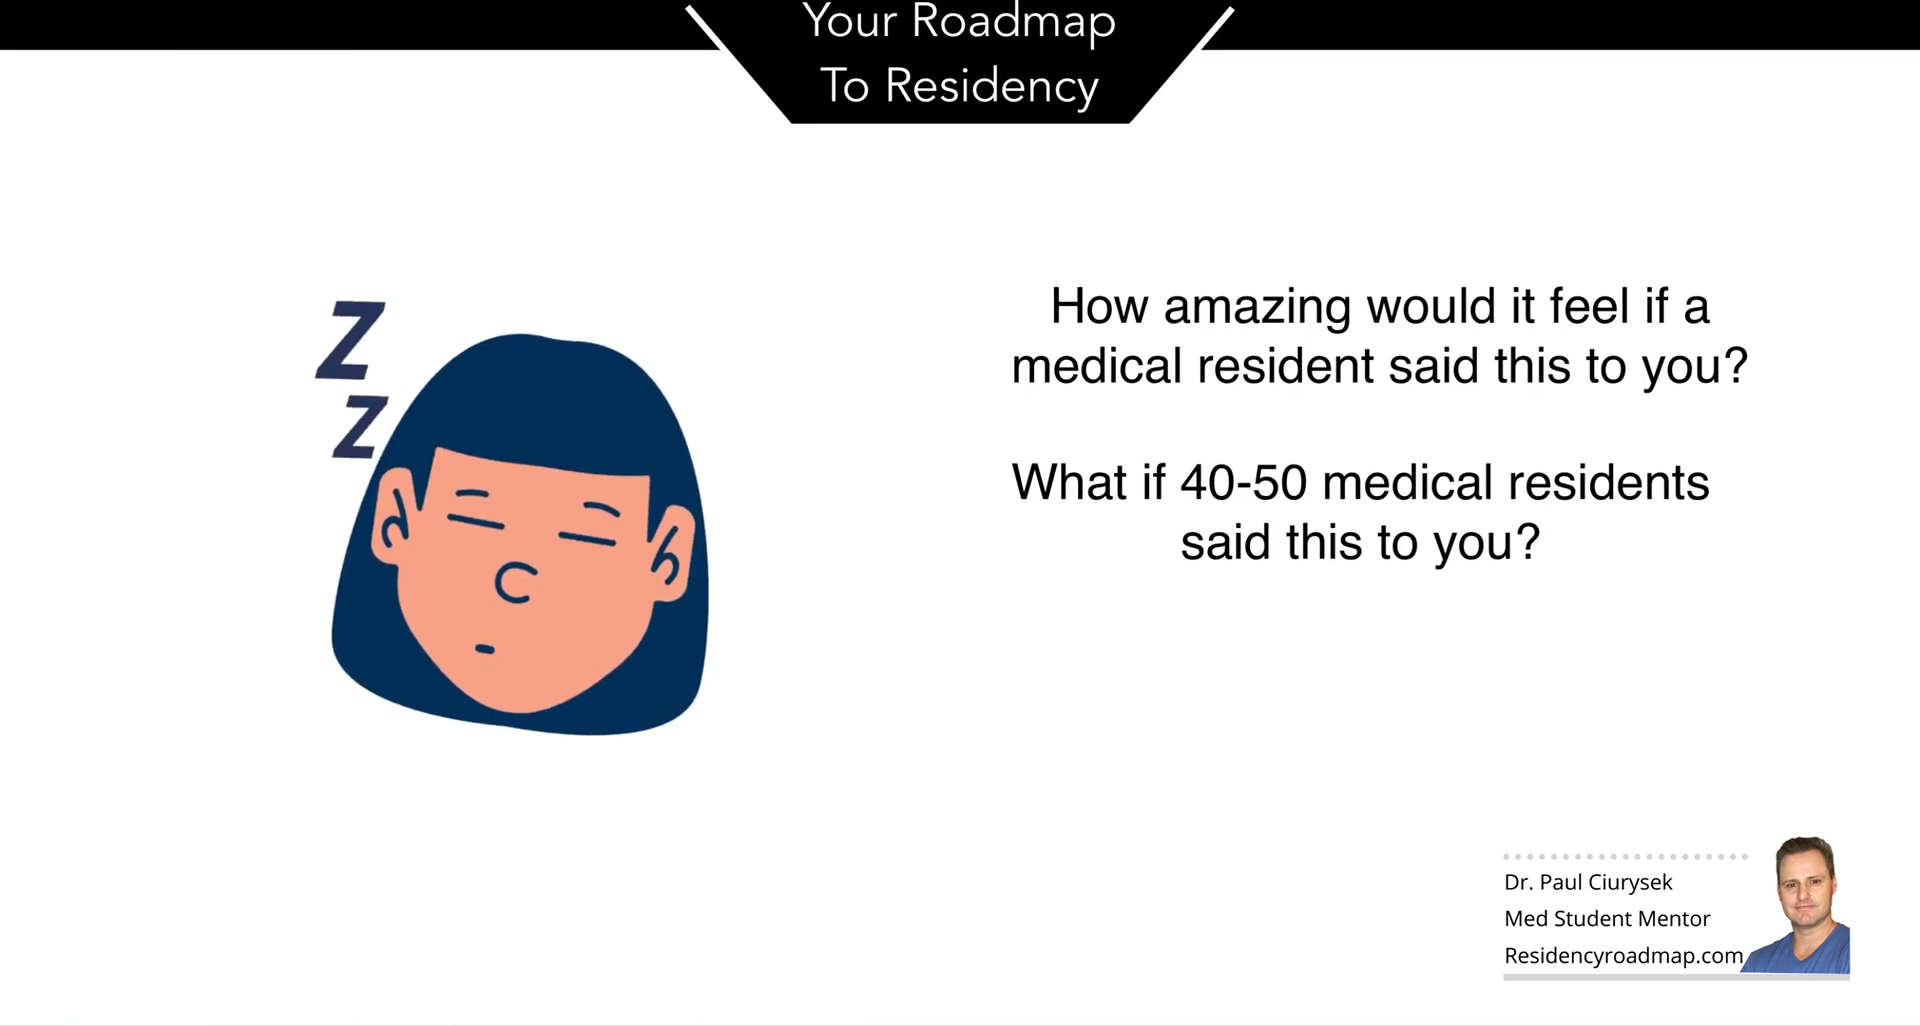 Your Roadmap
To Residency
Z
Z
How amazing would it feel if a
medical resident said this to you?
What if 40-50 medical residents
said this to you?
Dr. Paul Ciurysek
Med Student Mentor
Residencyroadmap.com